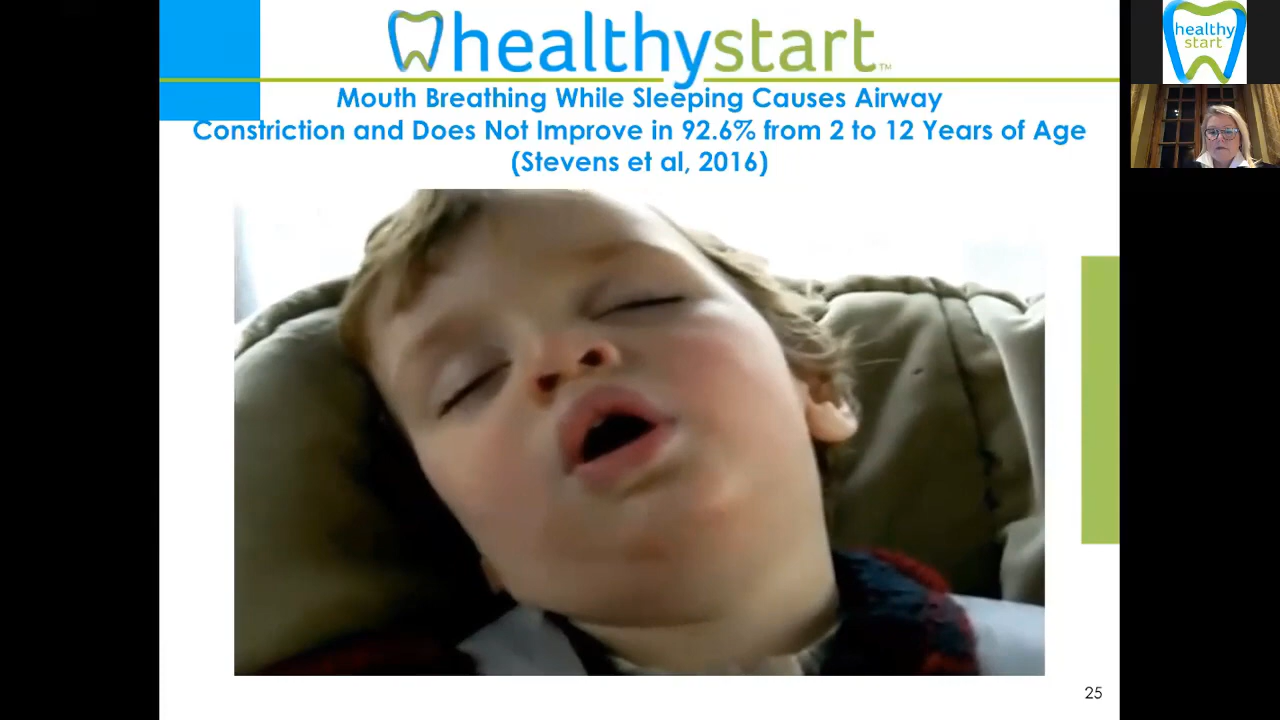 healthystart™
Mouth Breathing While Sleeping Causes Airway
Constriction and Does Not Improve in 92.6% from 2 to 12 Years of Age
(Stevens et al, 2016)
25
healthy
start